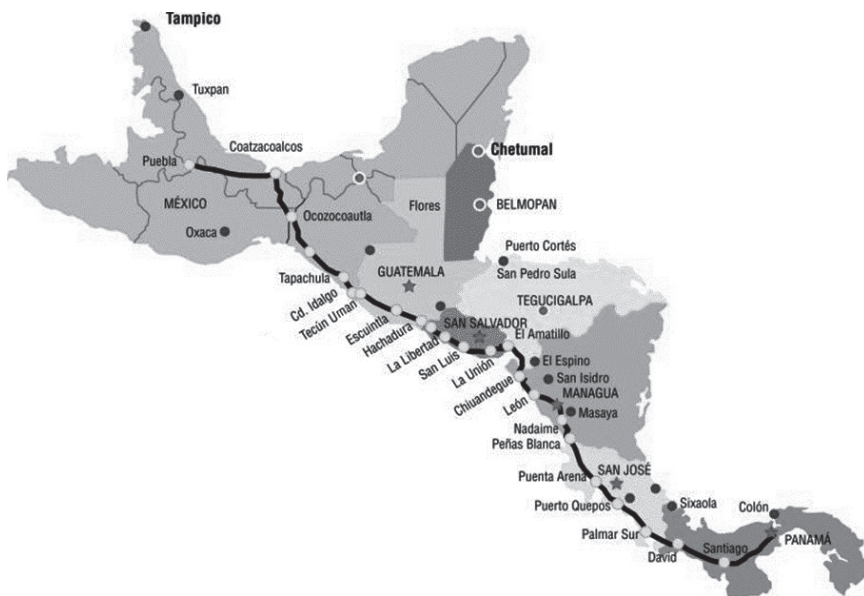 Tampico
Tuxpan
Coatzacoalcos
Puebla
Chetumal
MÉXICO
Flores
BELMOPAN
Ocozocoautla
Oxaca
Puerto Cortés
Tapachula
GUATEMALA
San Pedro Sula
Cd. Idalgo
TEGUCIGALPA
Tecún Uman
Escuintla
SAN SALVADOR
Hachadura
El Amatillo
La Libertad
San Luis
La Unión
El Espino
San Isidro
Chiuandegue
MANAGUA
León
Masaya
Nadaime
Peñas Blanca
SAN JOSÉ
Puenta Arena
Puerto Quepos
Sixaola
Colón
Palmar Sur
David
Santiago
PANAMÁ